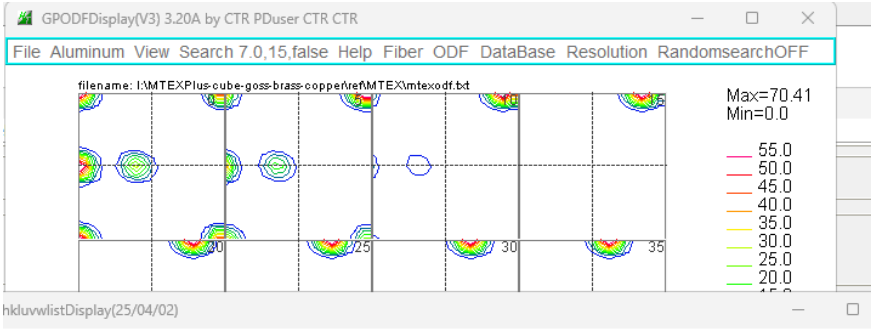 GPODFDisplay(V3) 3.20A by CTR PDuser CTR CTR
File Aluminum View Search 7.0,15,false Help Fiber ODF DataBase Resolution RandomsearchOFF
filename: I:\MTEXPlus-cube-goss-brass-copper\ref\MTEX\mtexodf.txt
0 5 10 15
Max=70.41
Min=0.0
55.0
50.0
45.0
40.0
35.0
30.0
25.0
20.0
20 25 30 35
hkluvwlistDisplay(25/04/02)